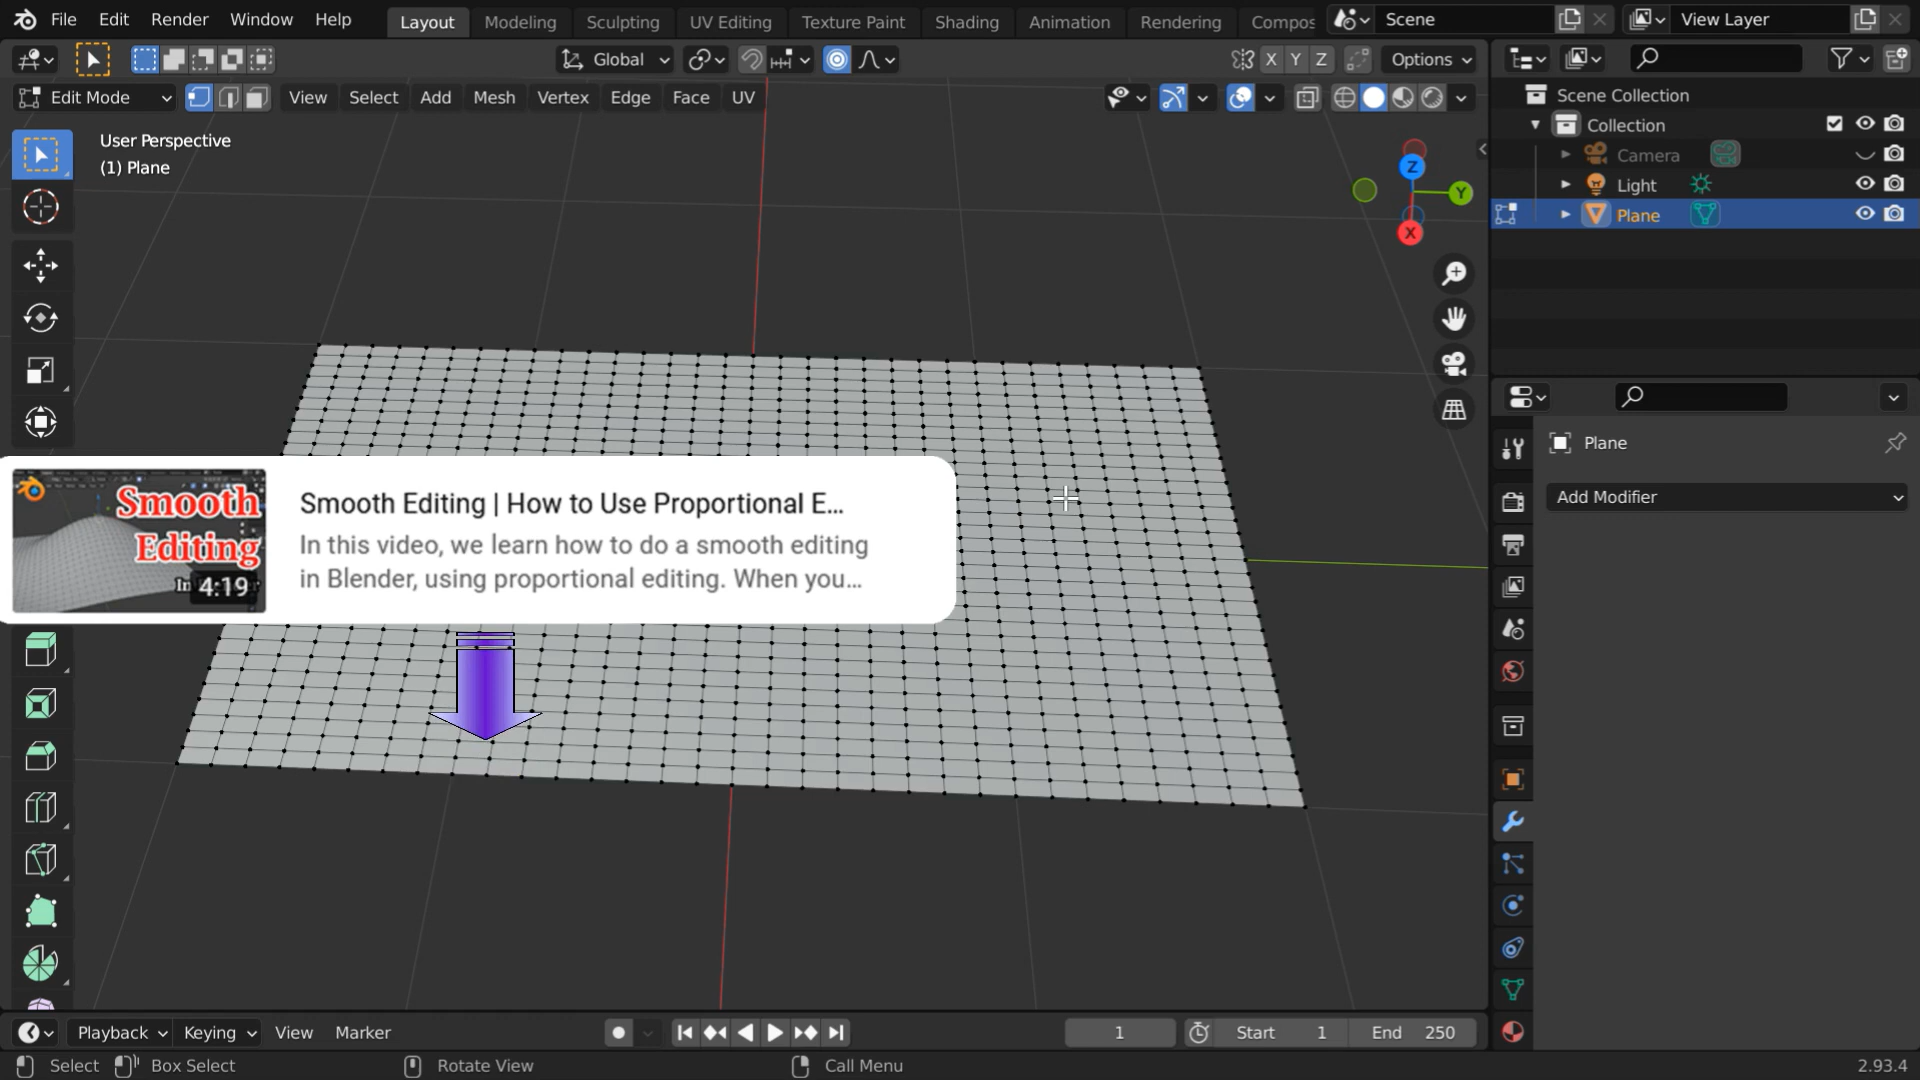 File Edit Render Window Help Layout Modeling Sculpting UV Editing Texture Paint Shading Animation Rendering Compos Scene View Layer
Global X Y Z Options
Edit Mode View Select Add Mesh Vertex Edge Face UV
User Perspective
(1) Plane
Z
Y
X
Scene Collection
Collection
Camera
Light
Plane
Plane
Add Modifier
Smooth
Editing
In
4:19
Smooth Editing | How to Use Proportional E...
In this video, we learn how to do a smooth editing
in Blender, using proportional editing. When you...
Playback Keying View Marker 1 Start 1 End 250
Select Box Select Rotate View Call Menu 2.93.4